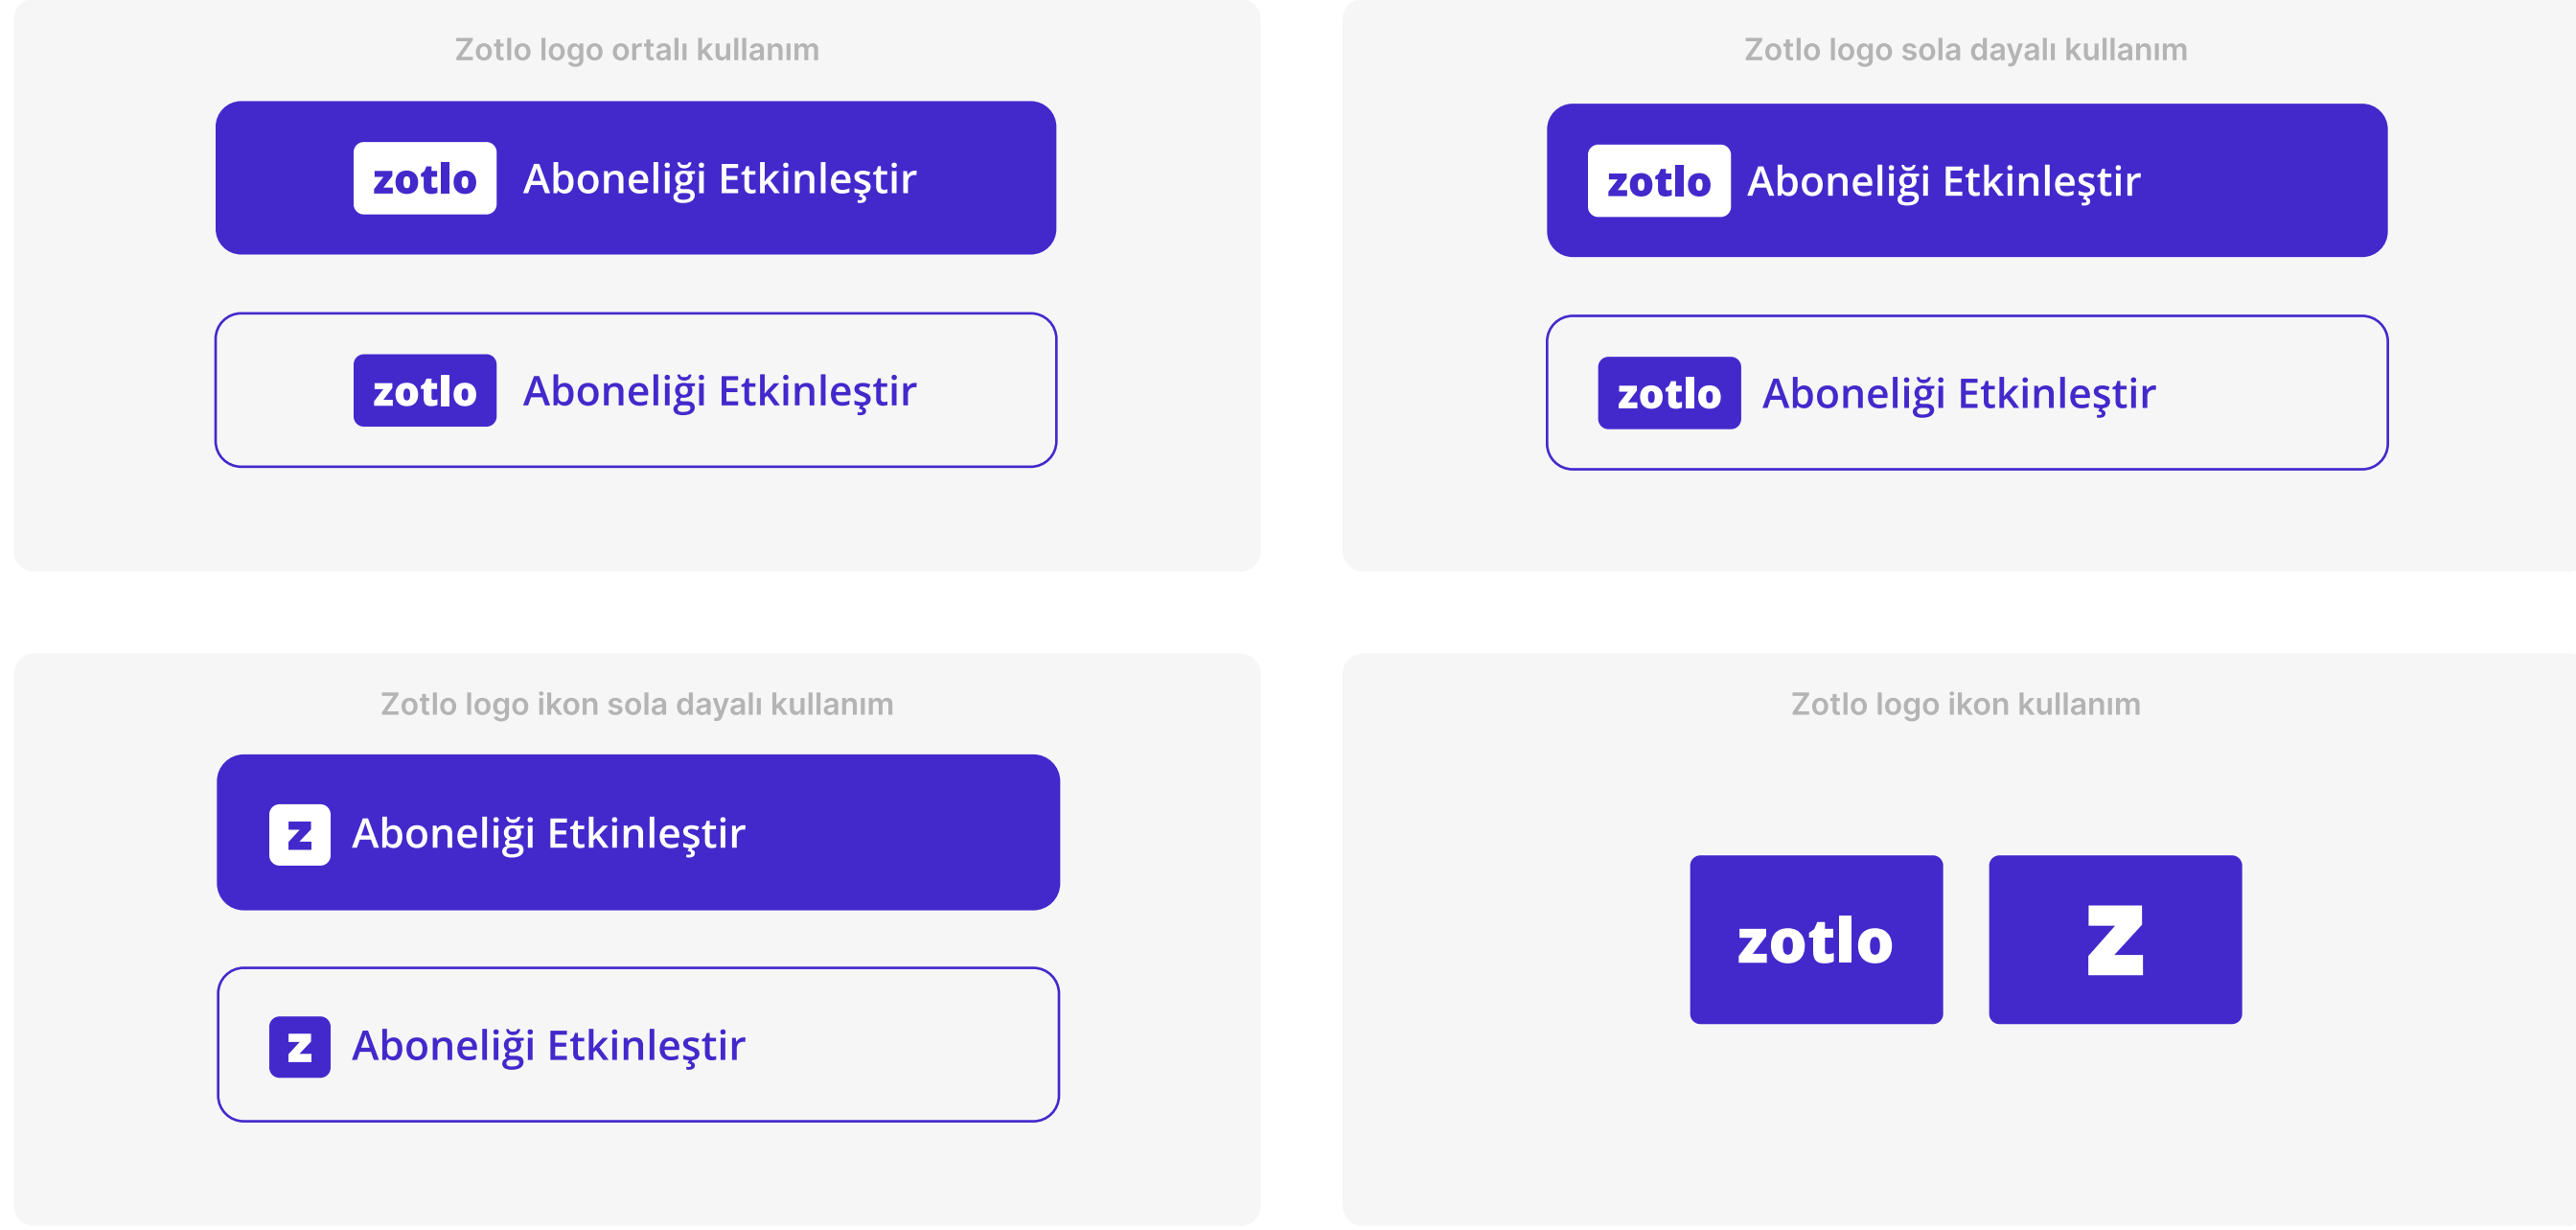 Zotlo logo ortalı kullanım
zotlo Aboneliği Etkinleştir
zotlo Aboneliği Etkinleştir
Zotlo logo sola dayalı kullanım
zotlo Aboneliği Etkinleştir
zotlo Aboneliği Etkinleştir
Zotlo logo ikon sola dayalı kullanım
z Aboneliği Etkinleştir
z Aboneliği Etkinleştir
Zotlo logo ikon kullanım
zotlo
z